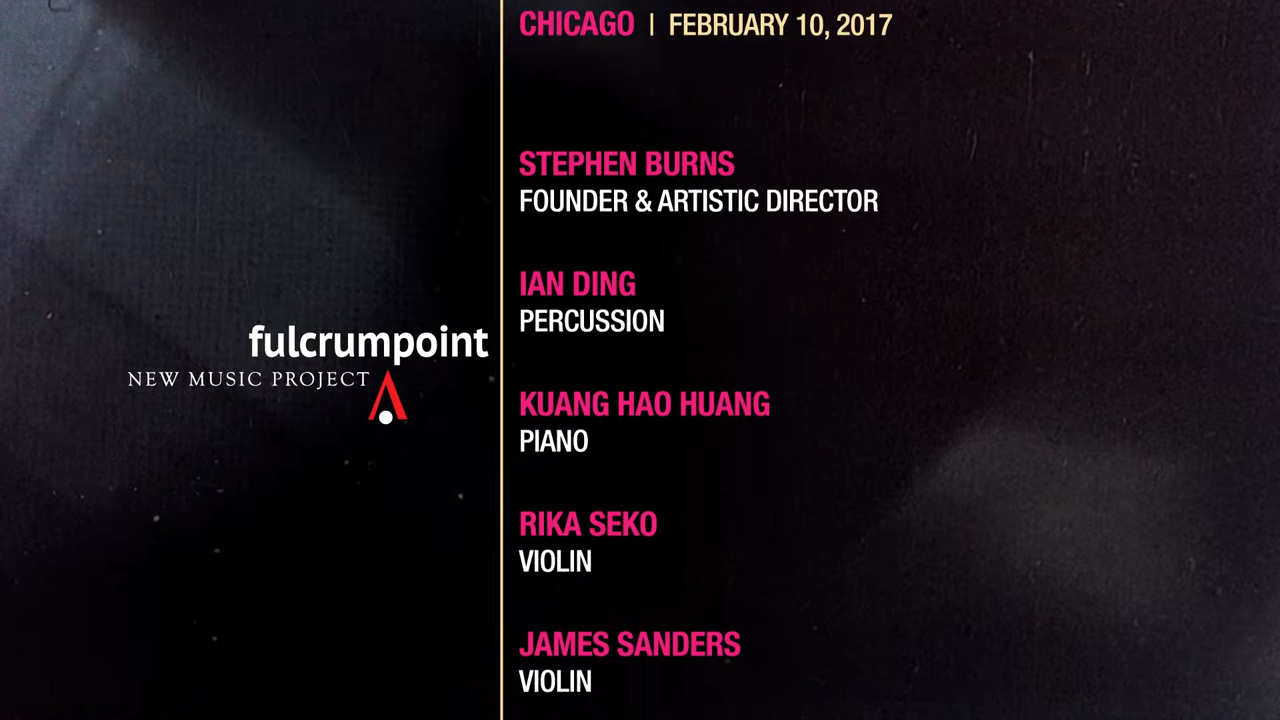 CHICAGO | FEBRUARY 10, 2017
STEPHEN BURNS
FOUNDER & ARTISTIC DIRECTOR
IAN DING
PERCUSSION
fulcrumpoint
NEW MUSIC PROJECT
KUANG HAO HUANG
PIANO
RIKA SEKO
VIOLIN
JAMES SANDERS
VIOLIN